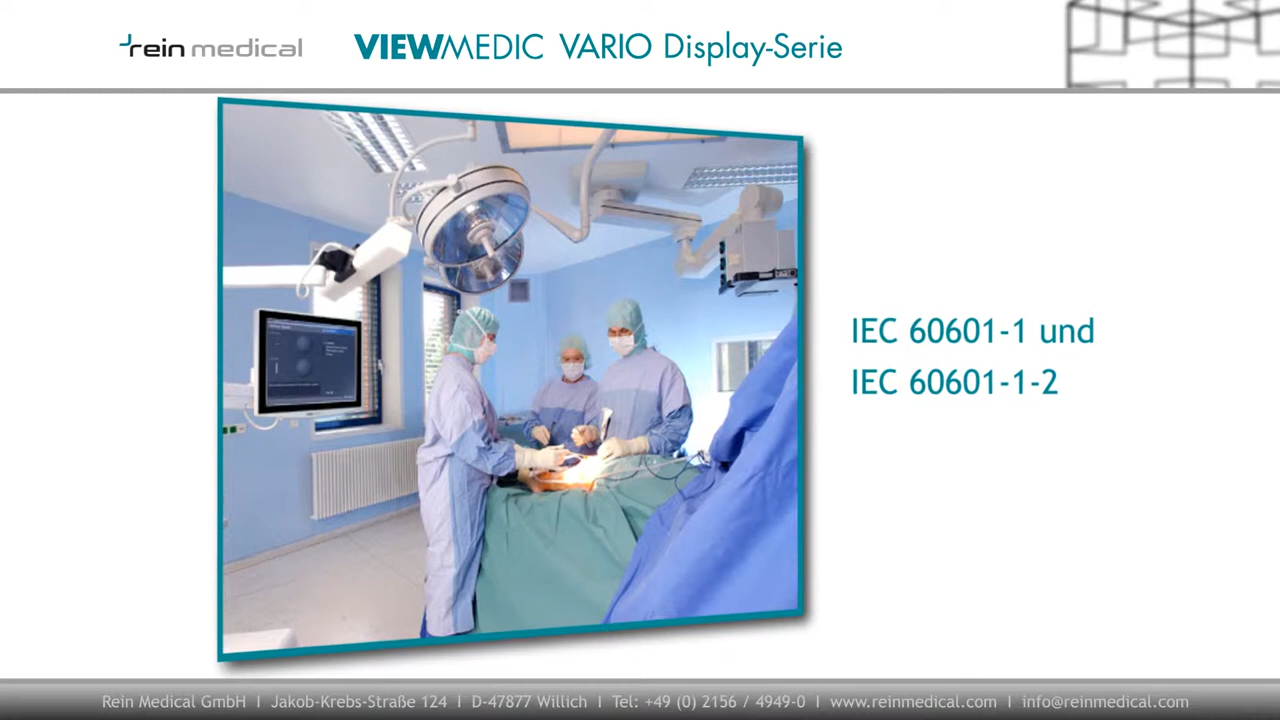 rein medical
VIEWMEDIC VARIO Display-Serie
IEC 60601-1 und
IEC 60601-1-2
Rein Medical GmbH | Jakob-Krebs-Straße 124 | D-47877 Willich | Tel: +49 (0) 2156 / 4949-0 | www.reinmedical.com | info@reinmedical.com